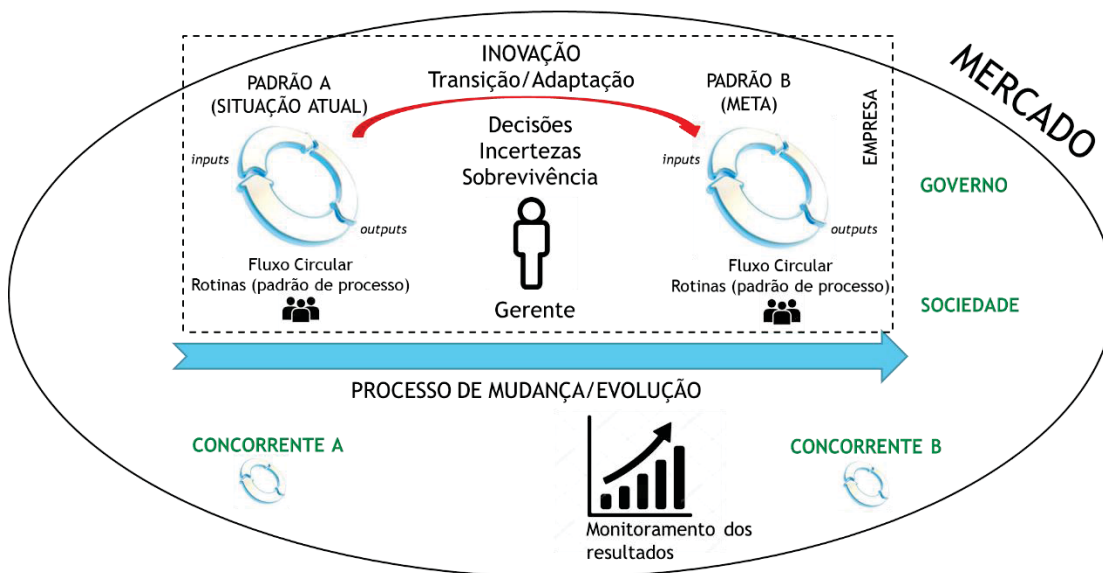 INOVAÇÃO
Transição/Adaptação
PADRÃO A
(SITUAÇÃO ATUAL)
PADRÃO B
(META)
MERCADO
EMPRESA
Decisões
Incertezas
Sobrevivência
inputs
outputs
inputs
outputs
GOVERNO
Fluxo Circular
Rotinas (padrão de processo)
Gerente
Fluxo Circular
Rotinas (padrão de processo)
SOCIEDADE
PROCESSO DE MUDANÇA/EVOLUÇÃO
CONCORRENTE A
CONCORRENTE B
Monitoramento dos
resultados